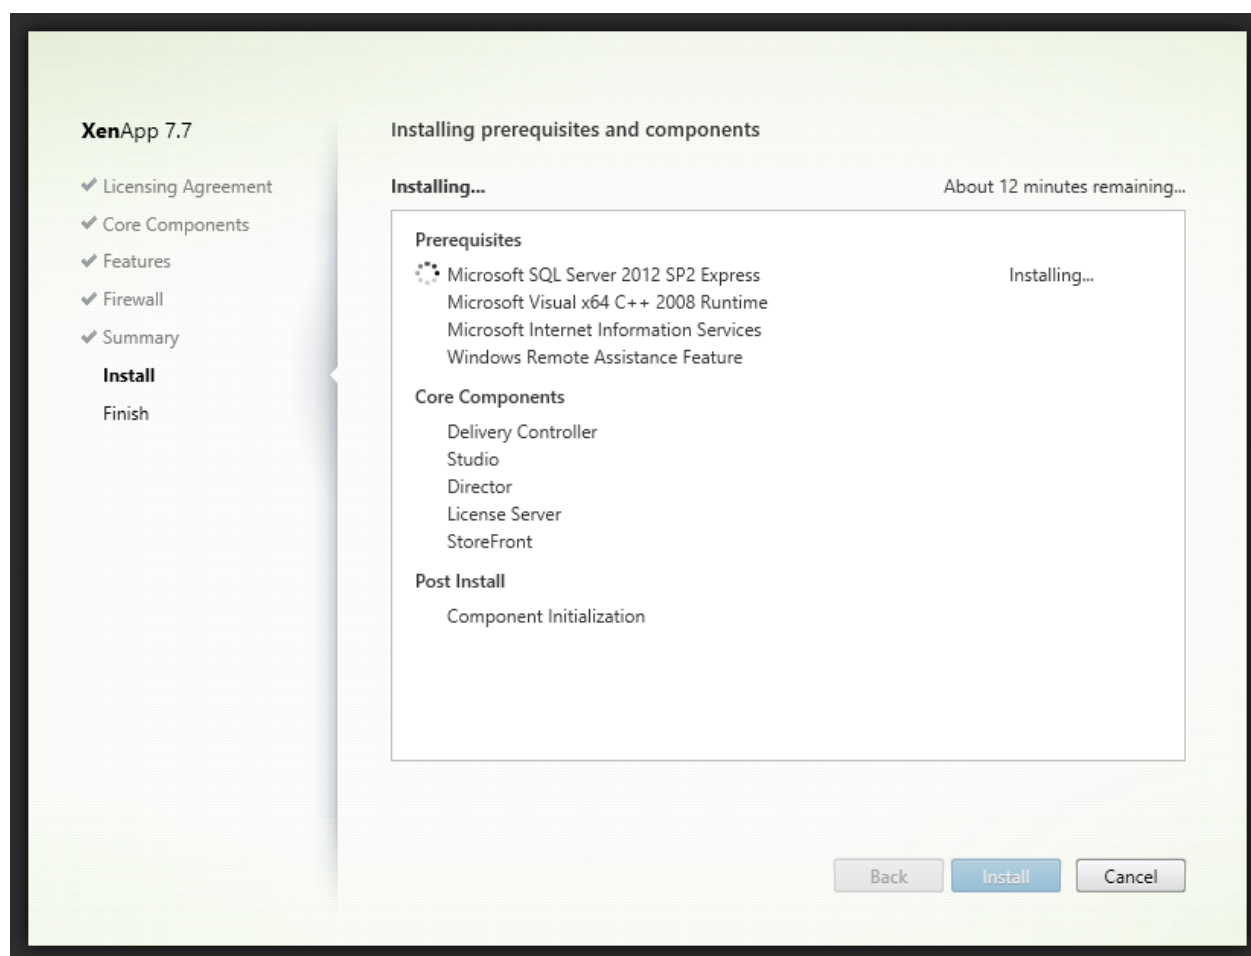 XenApp 7.7
Licensing Agreement
Core Components
Features
Firewall
Summary
Install
Finish
Installing prerequisites and components
Installing... About 12 minutes remaining...
Prerequisites
Microsoft SQL Server 2012 SP2 Express Installing...
Microsoft Visual x64 C++ 2008 Runtime
Microsoft Internet Information Services
Windows Remote Assistance Feature
Core Components
Delivery Controller
Studio
Director
License Server
StoreFront
Post Install
Component Initialization
Back Install Cancel